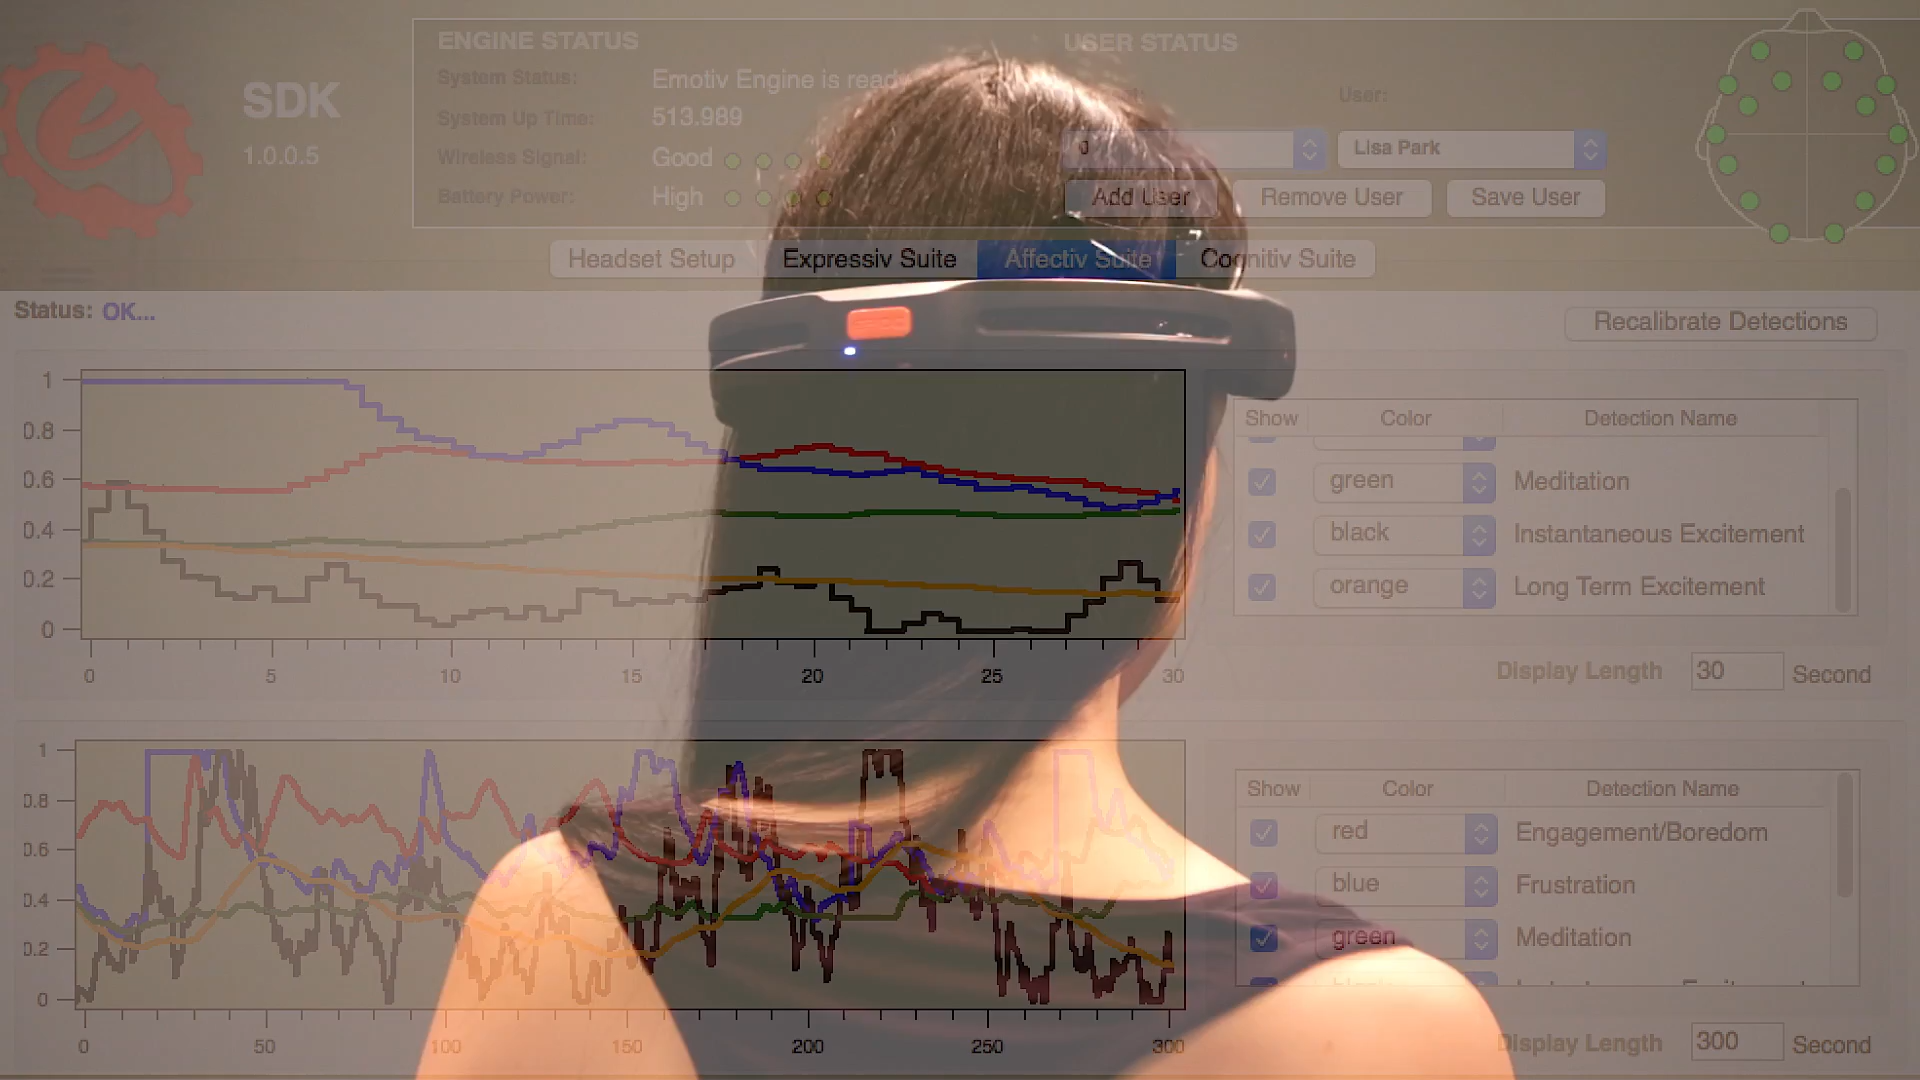 SDK
1.0.0.5
ENGINE STATUS
System Status: Emotiv Engine is ready
System Up Time: 513.989
Wireless Signal: Good
Battery Power: High
USER STATUS
User:
0 Lisa Park
Add User Remove User Save User
Headset Setup Expressiv Suite Affectiv Suite Cognitiv Suite
Status: OK...
Recalibrate Detections
1
0.8
0.6
0.4
0.2
0
0 5 10 15 20 25 30
Show Color Detection Name
green Meditation
black Instantaneous Excitement
orange Long Term Excitement
Display Length 30 Second
1
0.8
0.6
0.4
0.2
0
0 50 100 150 200 250 300
Show Color Detection Name
red Engagement/Boredom
blue Frustration
green Meditation
Display Length 300 Second